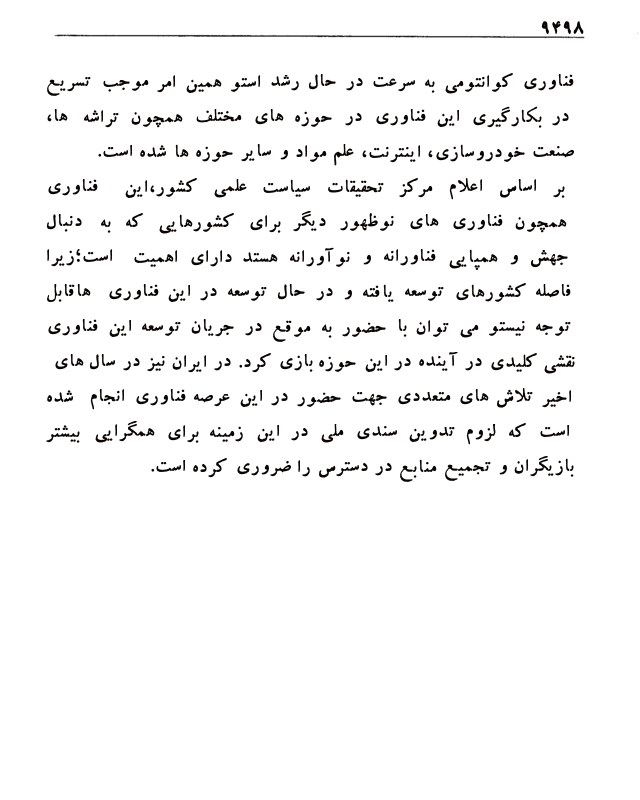 ۹۴۹۸
فناوری کوانتومی به سرعت در حال رشد استو همین امر موجب تسریع
در بکارگیری این فناوری در حوزه های مختلف همچون تراشه ها،
صنعت خودروسازی، اینترنت، علم مواد و سایر حوزه ها شده است.
بر اساس اعلام مرکز تحقیقات سیاست علمی کشور،این فناوری
همچون فناوری های نوظهور دیگر برای کشورهایی که به دنبال
جهش و همپایی فناورانه و نوآورانه هستد دارای اهمیت است؛زیرا
فاصله کشورهای توسعه یافته و در حال توسعه در این فناوری هاقابل
توجه نیستو می توان با حضور به موقع در جریان توسعه این فناوری
نقشی کلیدی در آینده در این حوزه بازی کرد. در ایران نیز در سال های
اخیر تلاش های متعددی جهت حضور در این عرصه فناوری انجام شده
است که لزوم تدوین سندی ملی در این زمینه برای همگرایی بیشتر
بازیگران و تجمیع منابع در دسترس را ضروری کرده است.